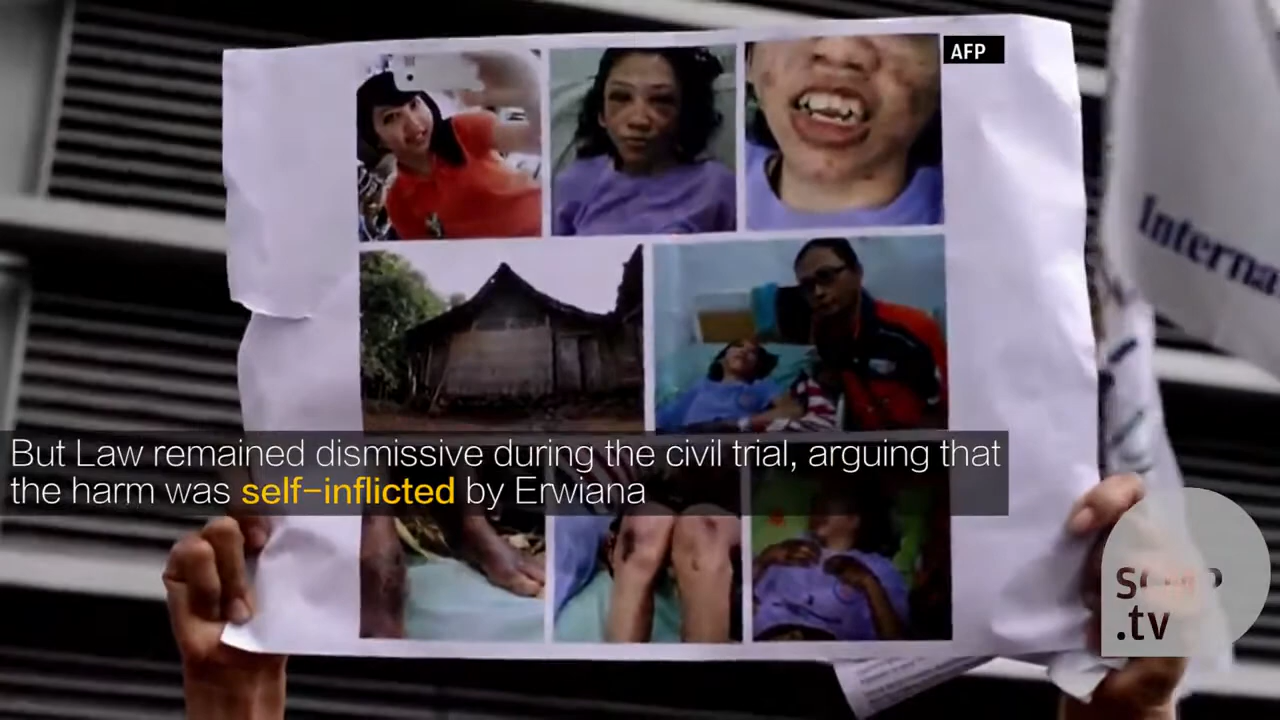 AFP
Interna
But Law remained dismissive during the civil trial, arguing that
the harm was self-inflicted by Erwiana
.tv